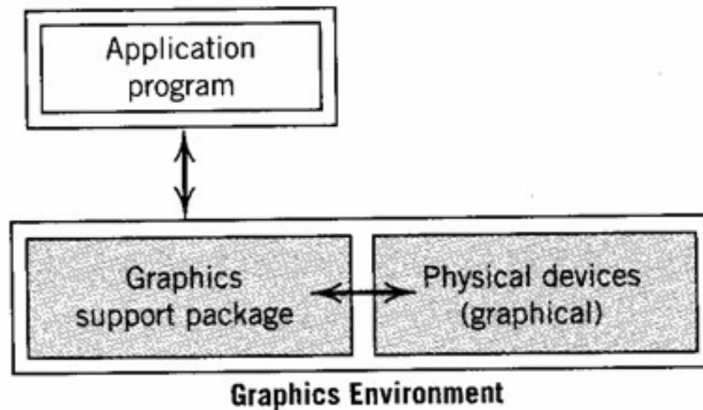 Application
program
Graphics
support package
Physical devices
(graphical)
Graphics Environment